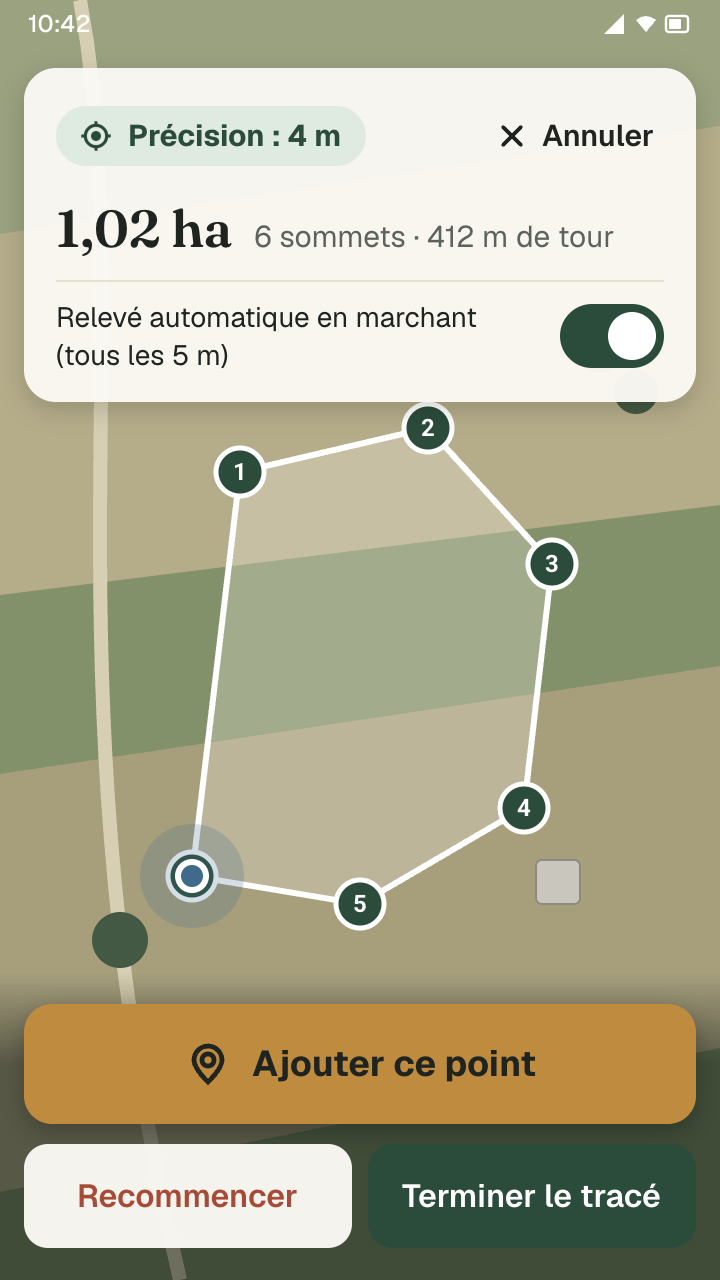 10:42
Précision : 4 m
Annuler
1,02 ha
6 sommets · 412 m de tour
Relevé automatique en marchant
(tous les 5 m)
2
1
3
4
5
Ajouter ce point
Recommencer
Terminer le tracé